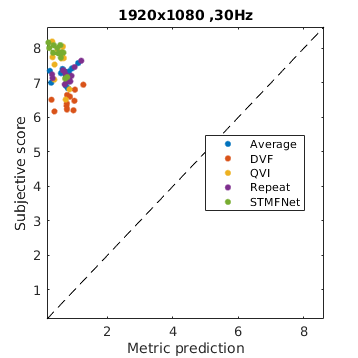 1920x1080 ,30Hz
Subjective score
8
7
6
5
4
3
2
1
Average
DVF
QVI
Repeat
STMFNet
2
4
6
8
Metric prediction